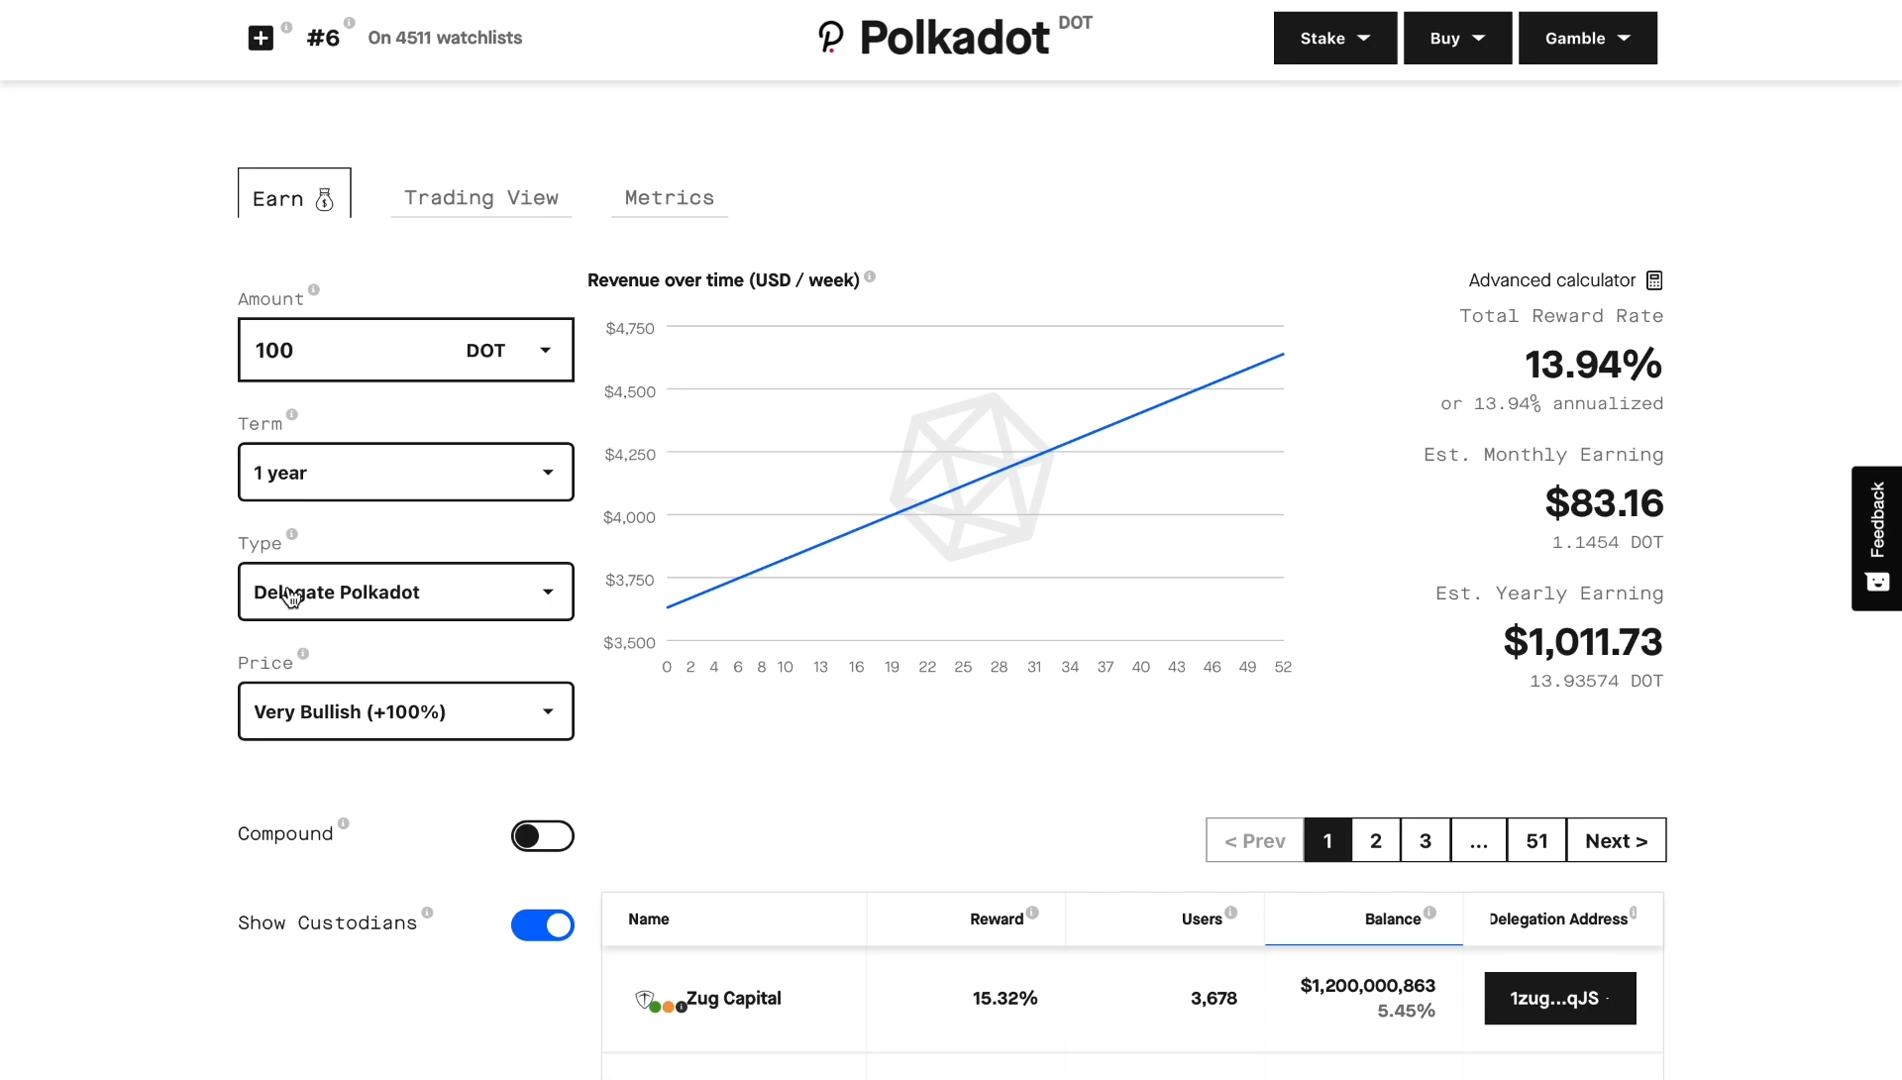 #6
On 4511 watchlists
Polkadot DOT
Stake
Buy
Gamble
Earn
Trading View
Metrics
Amount
100 DOT
Term
1 year
Type
Delegate Polkadot
Price
Very Bullish (+100%)
Compound
Show Custodians
Revenue over time (USD / week)
$4,750
$4,500
$4,250
$4,000
$3,750
$3,500
0 2 4 6 8 10 13 16 19 22 25 28 31 34 37 40 43 46 49 52
Advanced calculator
Total Reward Rate
13.94%
or 13.94% annualized
Est. Monthly Earning
$83.16
1.1454 DOT
Est. Yearly Earning
$1,011.73
13.93574 DOT
Feedback
< Prev 1 2 3 ... 51 Next >
Name Reward Users Balance Delegation Address
Zug Capital 15.32% 3,678 $1,200,000,863 1zug...qJS
5.45%